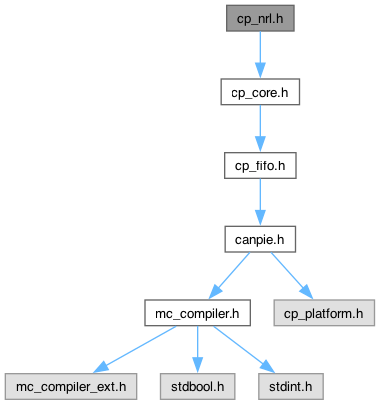 cp_nrl.h
cp_core.h
cp_fifo.h
canpie.h
mc_compiler.h
cp_platform.h
mc_compiler_ext.h
stdbool.h
stdint.h